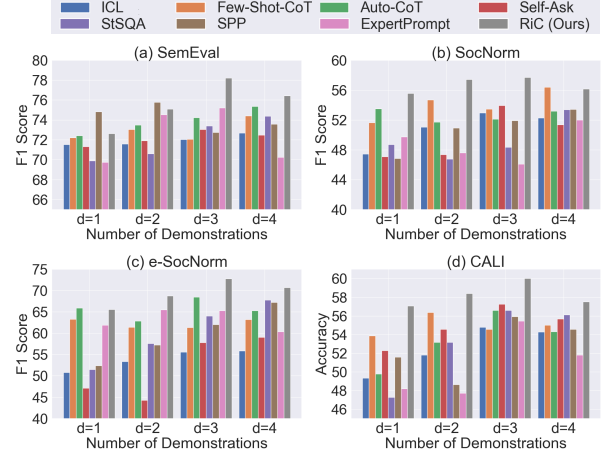 ICL Few-Shot-CoT Auto-CoT Self-Ask
StSQA SPP ExpertPrompt RiC (Ours)
(a) SemEval
80
78
76
74
72
70
68
66
F1 Score
d=1 d=2 d=3 d=4
Number of Demonstrations
(b) SocNorm
60
56
52
48
44
40
F1 Score
d=1 d=2 d=3 d=4
Number of Demonstrations
(c) e-SocNorm
75
70
65
60
55
50
45
40
F1 Score
d=1 d=2 d=3 d=4
Number of Demonstrations
(d) CALI
60
58
56
54
52
50
48
46
Accuracy
d=1 d=2 d=3 d=4
Number of Demonstrations